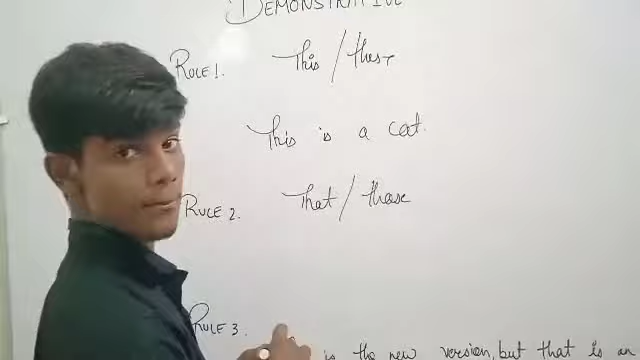 DEMONSTRATIVE
RULE 1. This / these
This is a cat.
RULE 2. That / those
RULE 3.
is the new version, but that is an